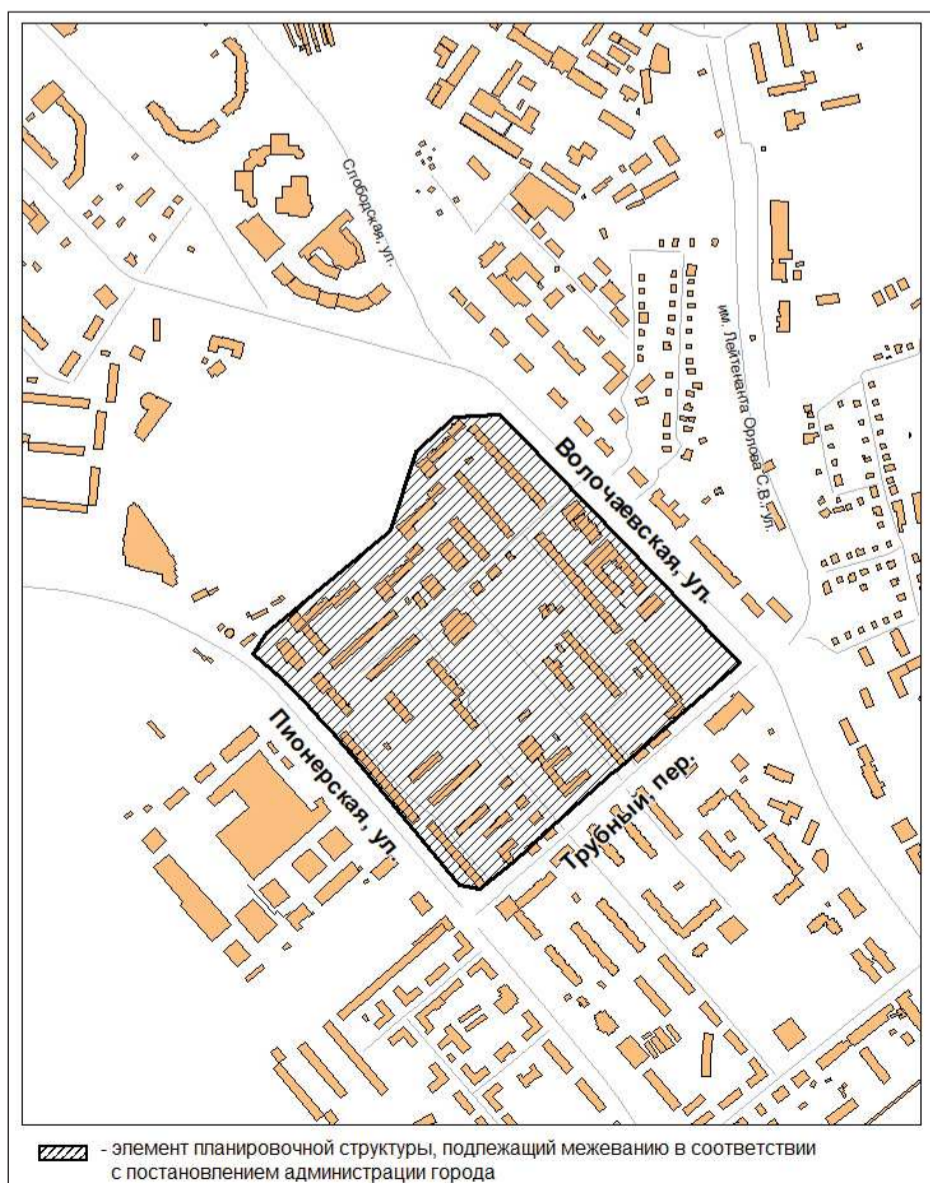 Слободская, ул.
им. Лейтенанта Орлова С.В., ул.
Волочаевская, ул.
Пионерская, ул.
Трубный, пер.
- элемент планировочной структуры, подлежащий межеванию в соответствии
с постановлением администрации города